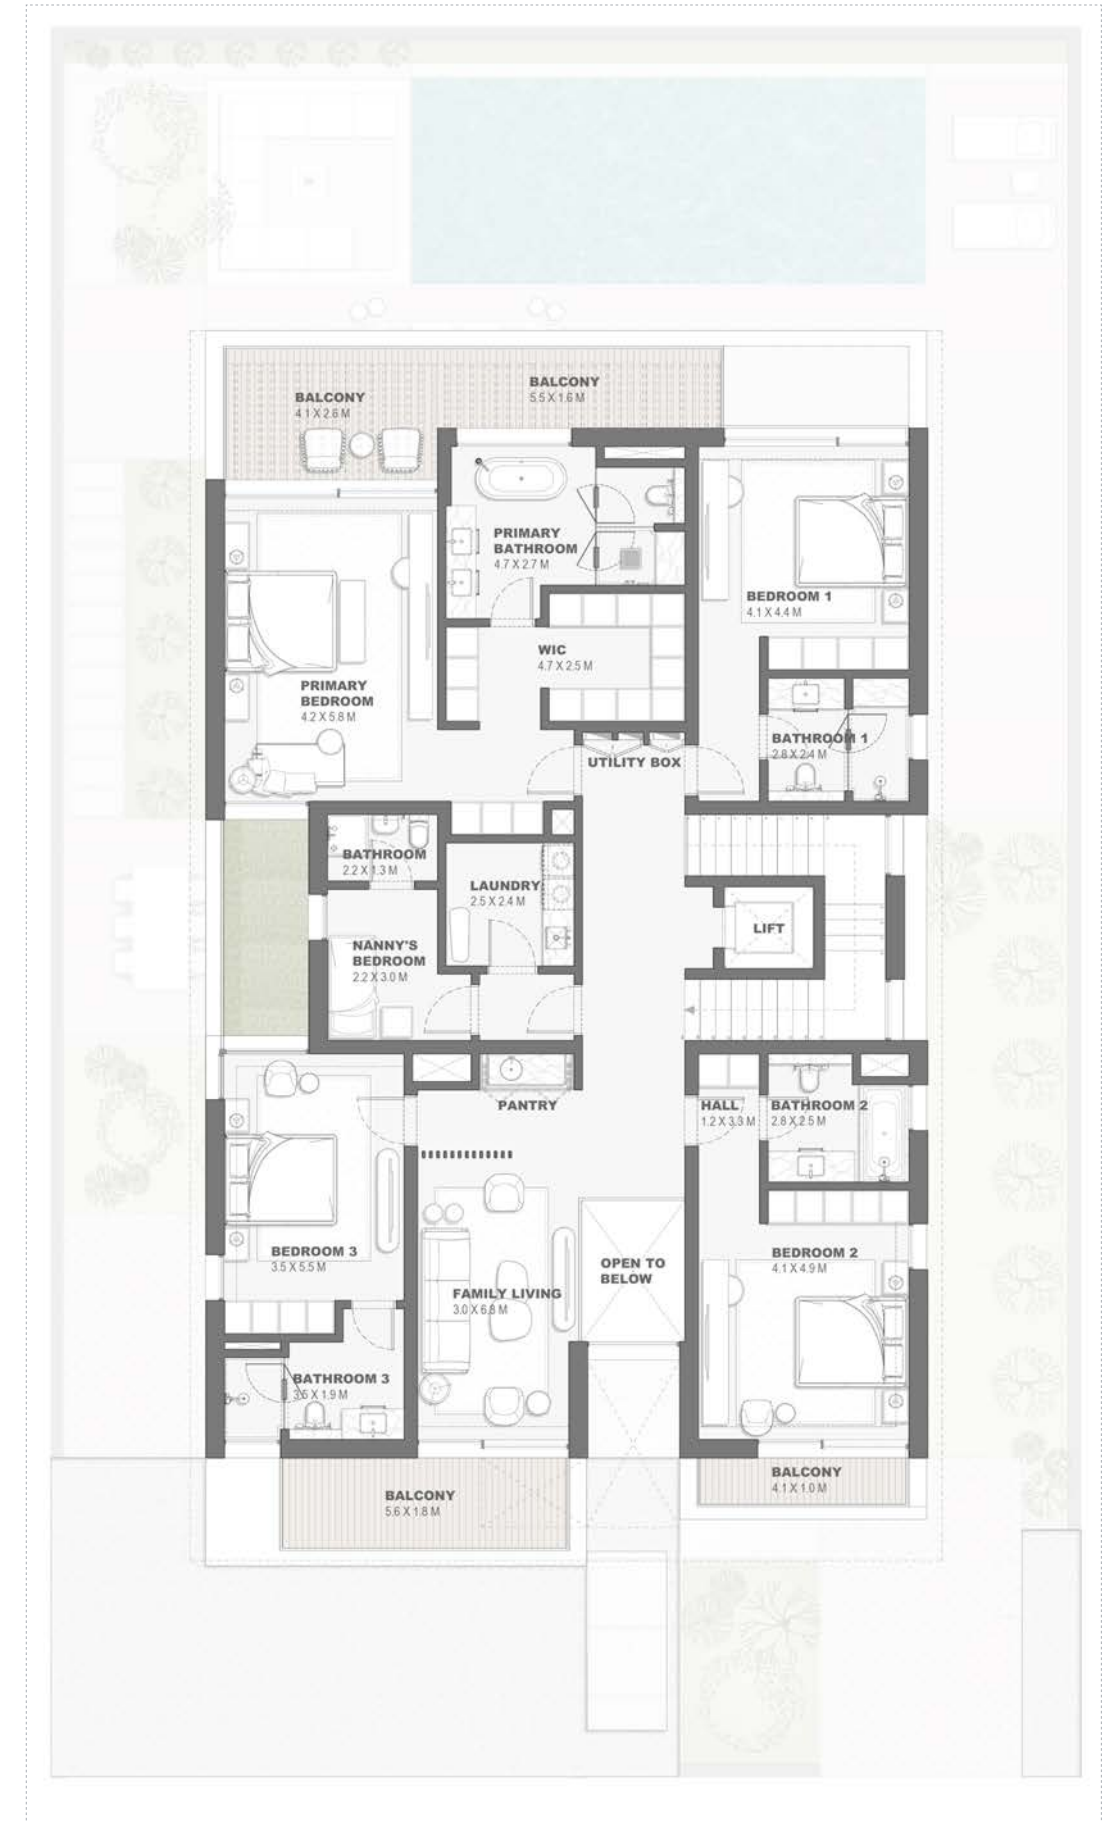 BALCONY
4.1 X 2.6 M
BALCONY
5.5 X 1.6 M
PRIMARY
BATHROOM
4.7 X 2.7 M
BEDROOM 1
4.1 X 4.4 M
WIC
4.7 X 2.5 M
PRIMARY
BEDROOM
4.2 X 5.8 M
BATHROOM 1
2.8 X 2.4 M
UTILITY BOX
BATHROOM
2.2 X 1.3 M
LAUNDRY
2.5 X 2.4 M
LIFT
NANNY'S
BEDROOM
2.2 X 3.0 M
PANTRY
HALL
1.2 X 3.3 M
BATHROOM 2
2.8 X 2.5 M
BEDROOM 3
3.5 X 5.5 M
FAMILY LIVING
3.0 X 6.8 M
OPEN TO
BELOW
BEDROOM 2
4.1 X 4.9 M
BATHROOM 3
3.5 X 1.9 M
BALCONY
5.6 X 1.8 M
BALCONY
4.1 X 1.0 M